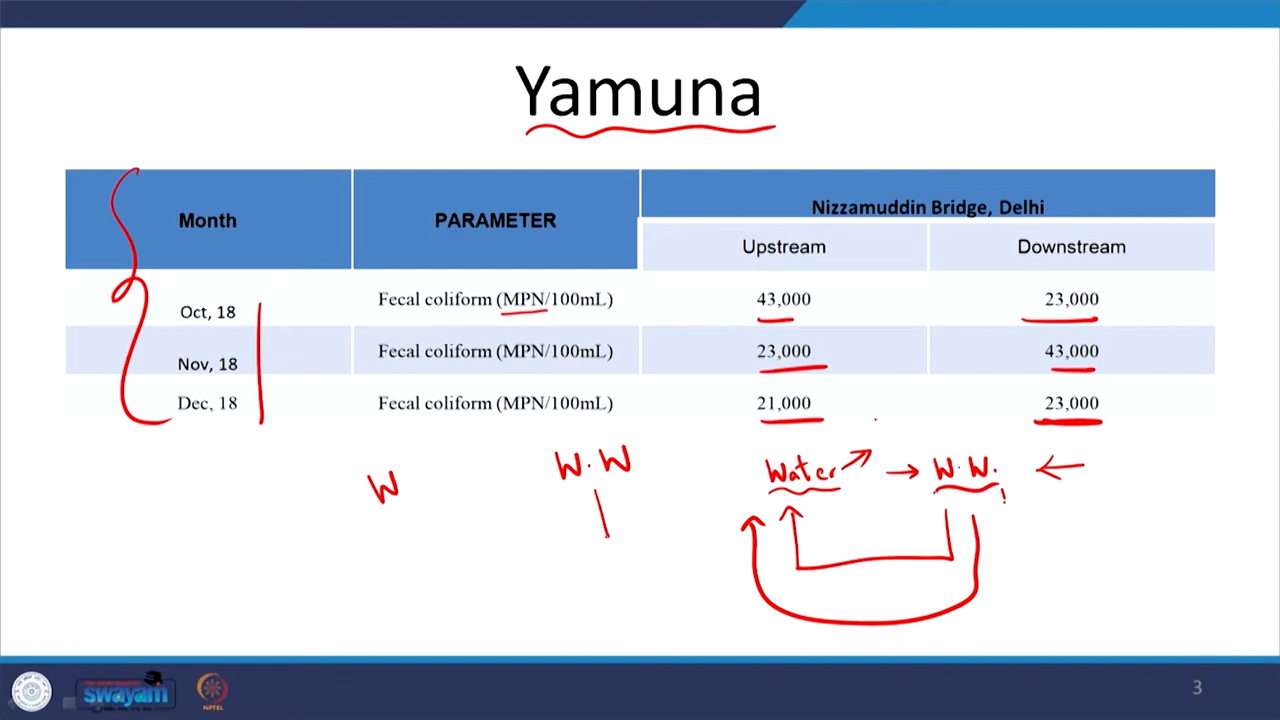 Yamuna
Month PARAMETER Nizzamuddin Bridge, Delhi
Upstream Downstream
Oct, 18 Fecal coliform (MPN/100mL) 43,000 23,000
Nov, 18 Fecal coliform (MPN/100mL) 23,000 43,000
Dec, 18 Fecal coliform (MPN/100mL) 21,000 23,000
W W.W Water → W.W. ←
swayam NPTEL 3